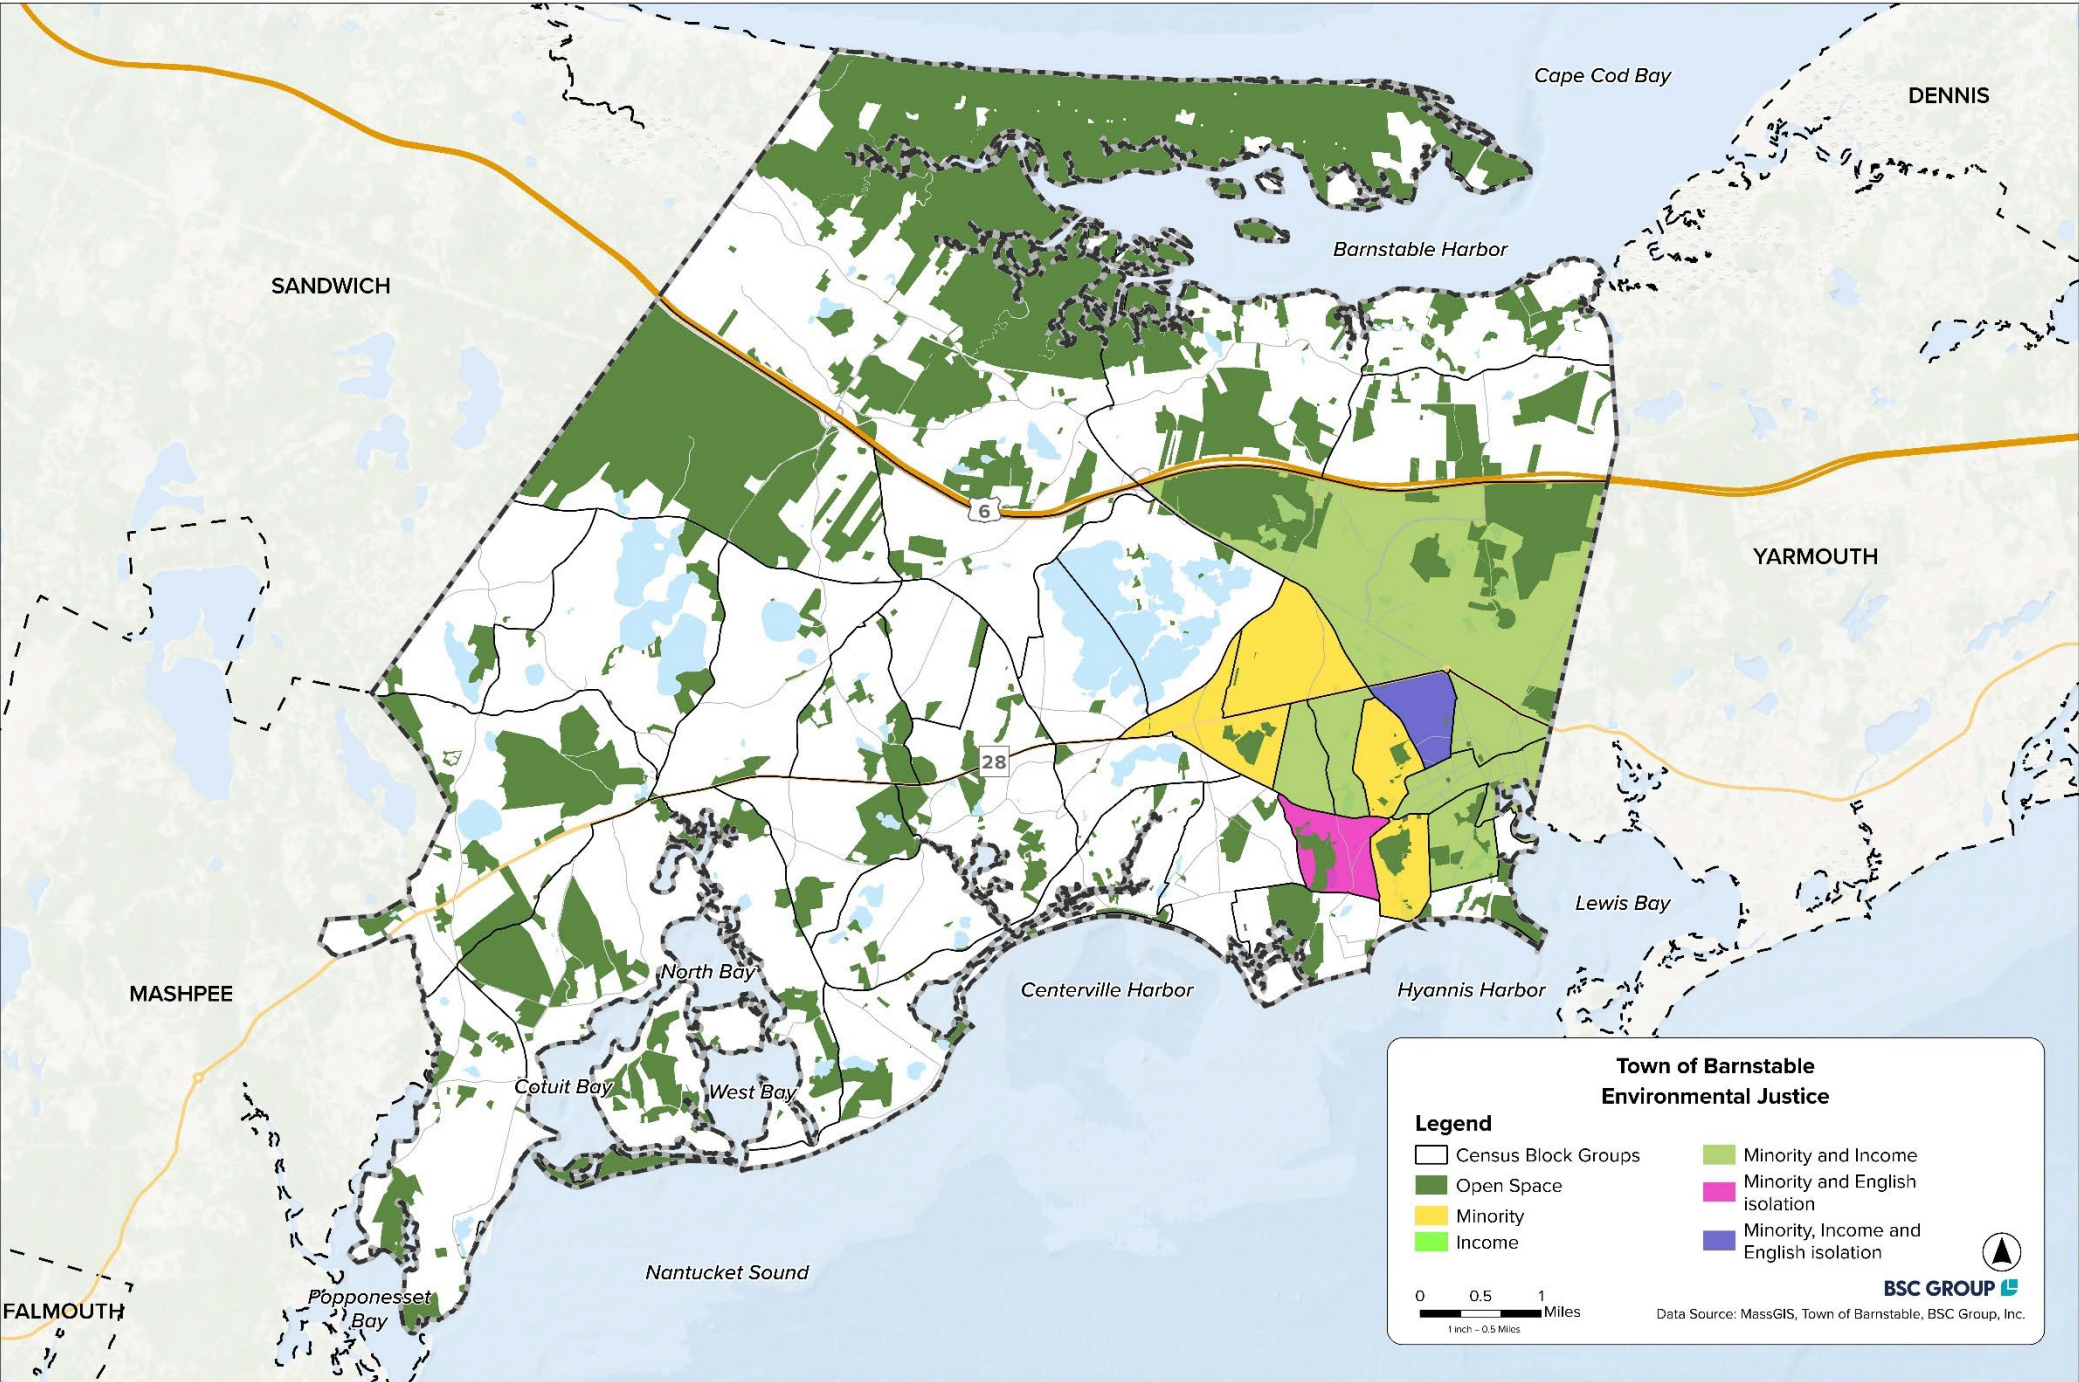 Cape Cod Bay
DENNIS
Barnstable Harbor
SANDWICH
6
YARMOUTH
28
Lewis Bay
North Bay
MASHPEE
Centerville Harbor
Hyannis Harbor
Cotuit Bay
West Bay
Nantucket Sound
Popponesset
Bay
FALMOUTH
Town of Barnstable
Environmental Justice
Legend
Census Block Groups
Open Space
Minority
Income
Minority and Income
Minority and English
isolation
Minority, Income and
English isolation
0 0.5 1
Miles
1 inch = 0.5 Miles
BSC GROUP
Data Source: MassGIS, Town of Barnstable, BSC Group, Inc.